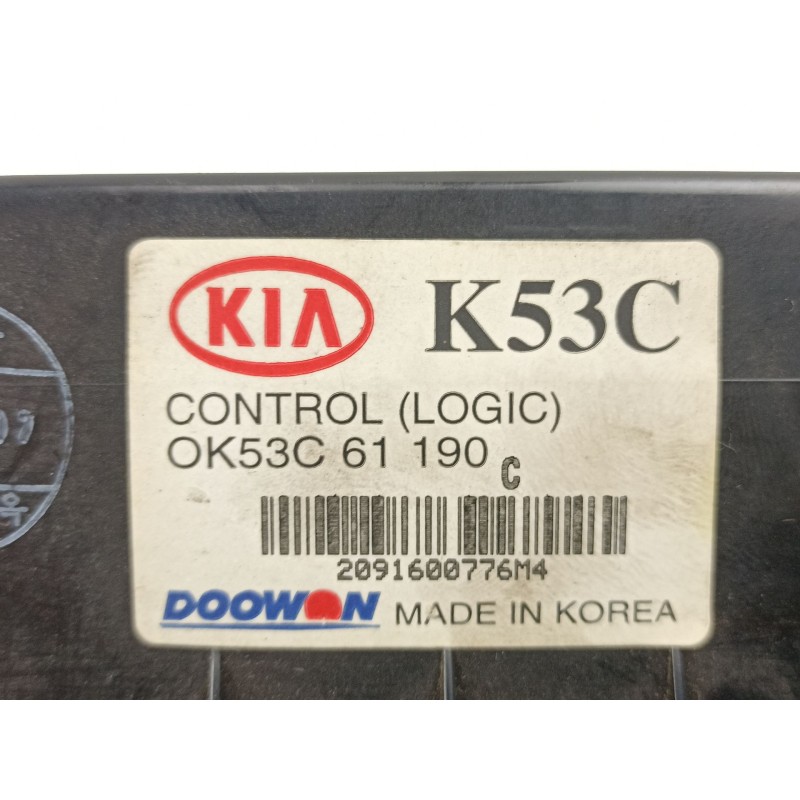 KIA K53C
CONTROL (LOGIC)
OK53C 61 190 C
2091600776M4
DOOWON MADE IN KOREA